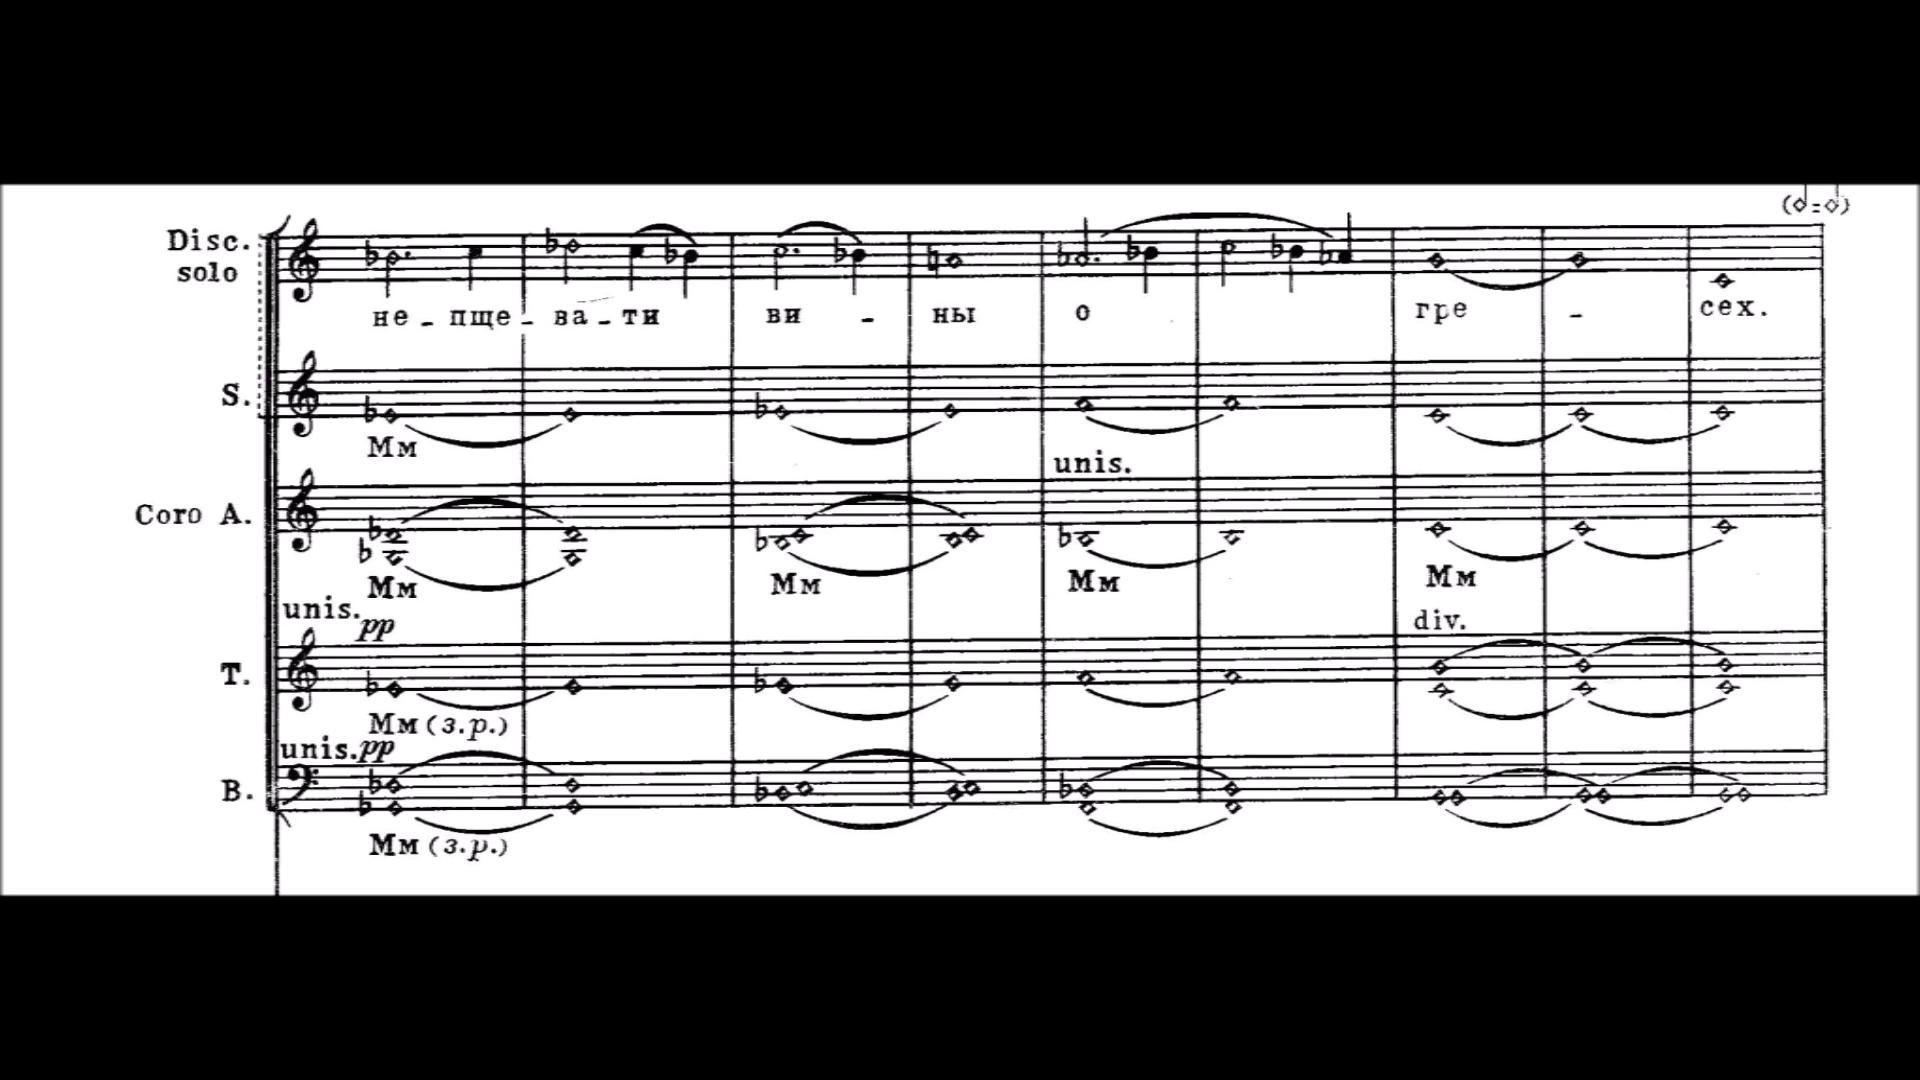 (𝆹=𝆹)
Disc.
solo
не - пще - ва - ти ви - ны о гре - сех.
S.
Мм
unis.
Coro A.
Мм Мм Мм Мм
unis. pp div.
T.
Мм (з.р.)
unis. pp
B.
Мм (з.р.)